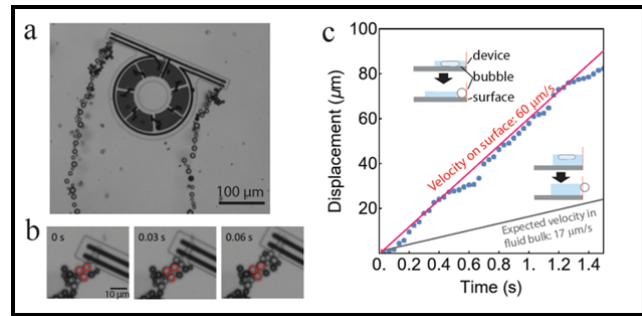 a
100 µm
b
0 s
0.03 s
0.06 s
10 µm
c
Displacement (µm)
100
80
60
40
20
device
bubble
surface
Velocity on surface: 60 µm/s
Expected velocity in
fluid bulk: 17 µm/s
0.0
0.2
0.4
0.6
0.8
1.0
1.2
1.4
Time (s)